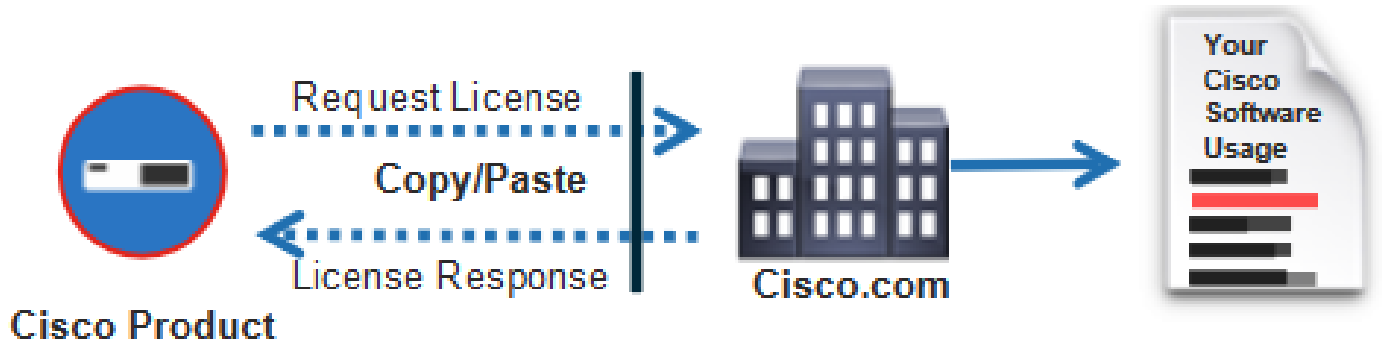 Request License
Copy/Paste
License Response
Cisco Product
Cisco.com
Your
Cisco
Software
Usage